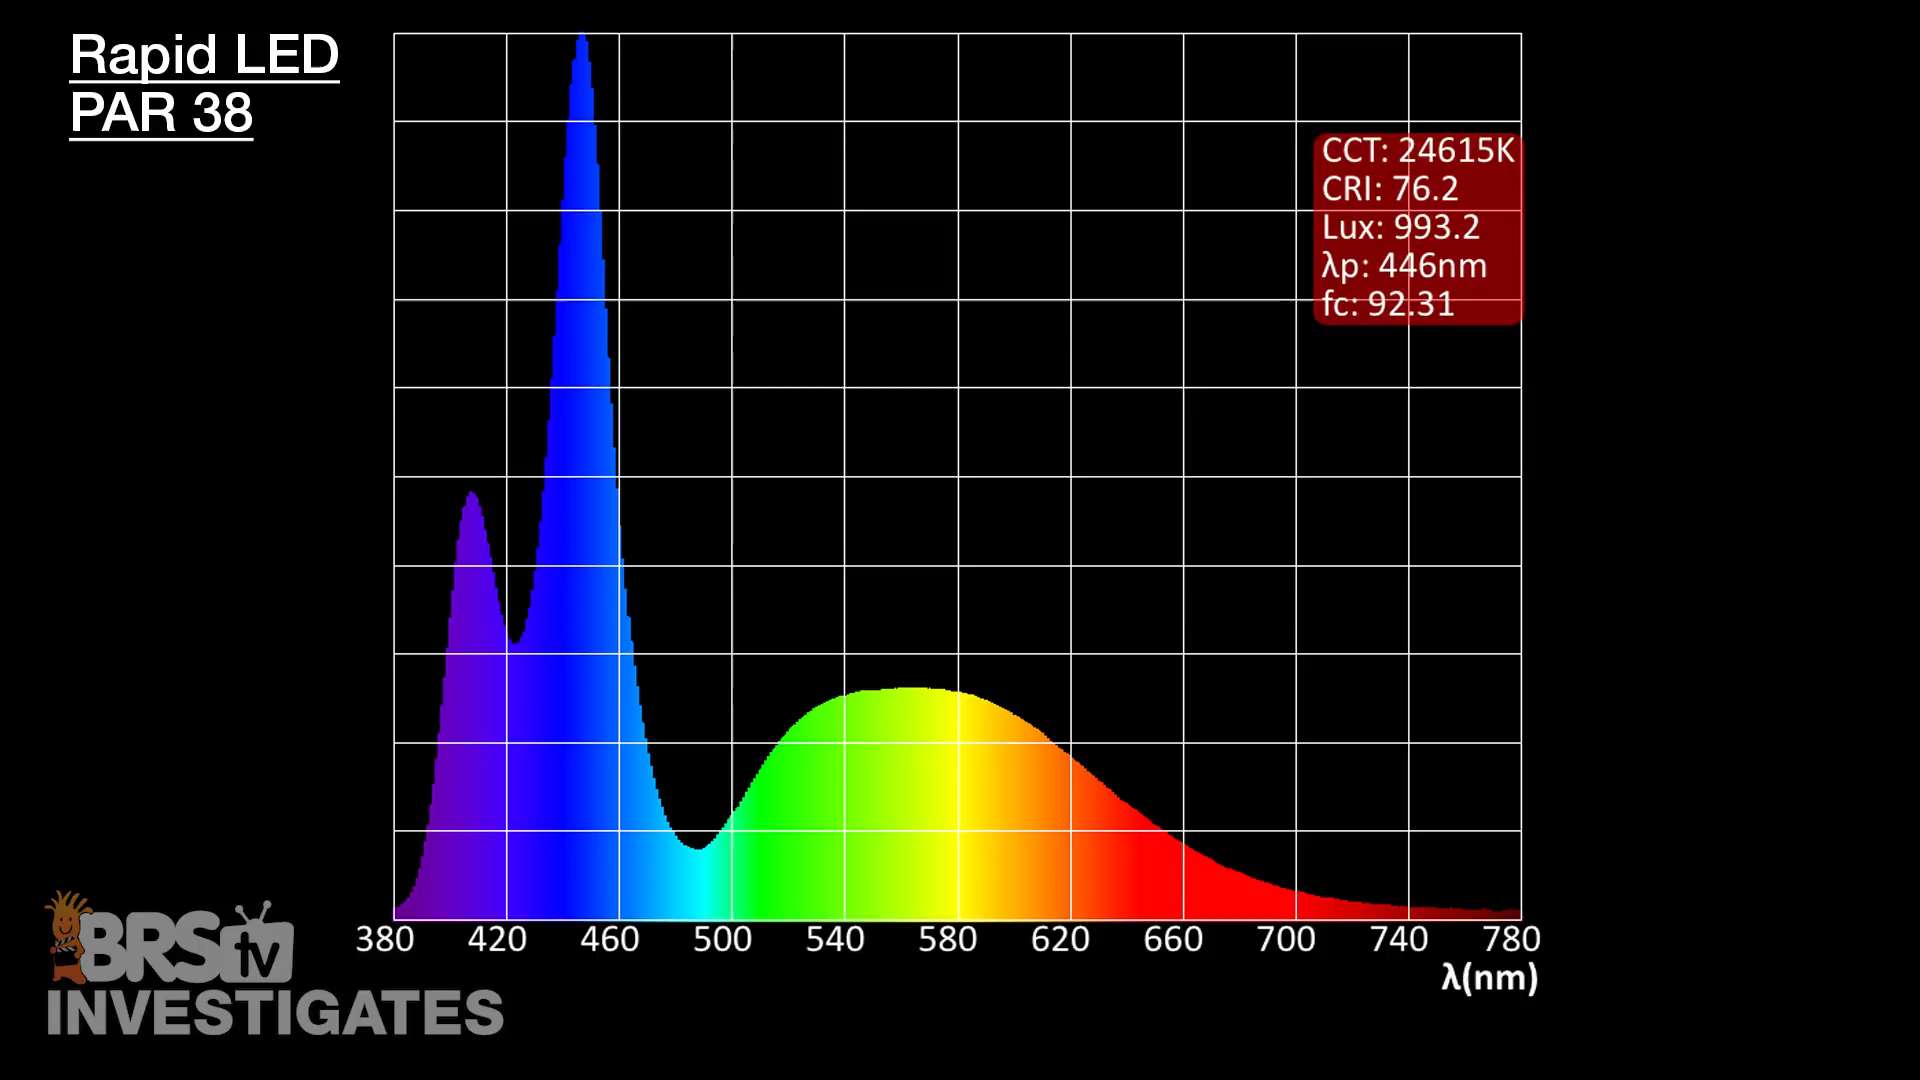 Rapid LED
PAR 38
CCT: 24615K
CRI: 76.2
Lux: 993.2
λp: 446nm
fc: 92.31
380 420 460 500 540 580 620 660 700 740 780
λ(nm)
BRS tv
INVESTIGATES